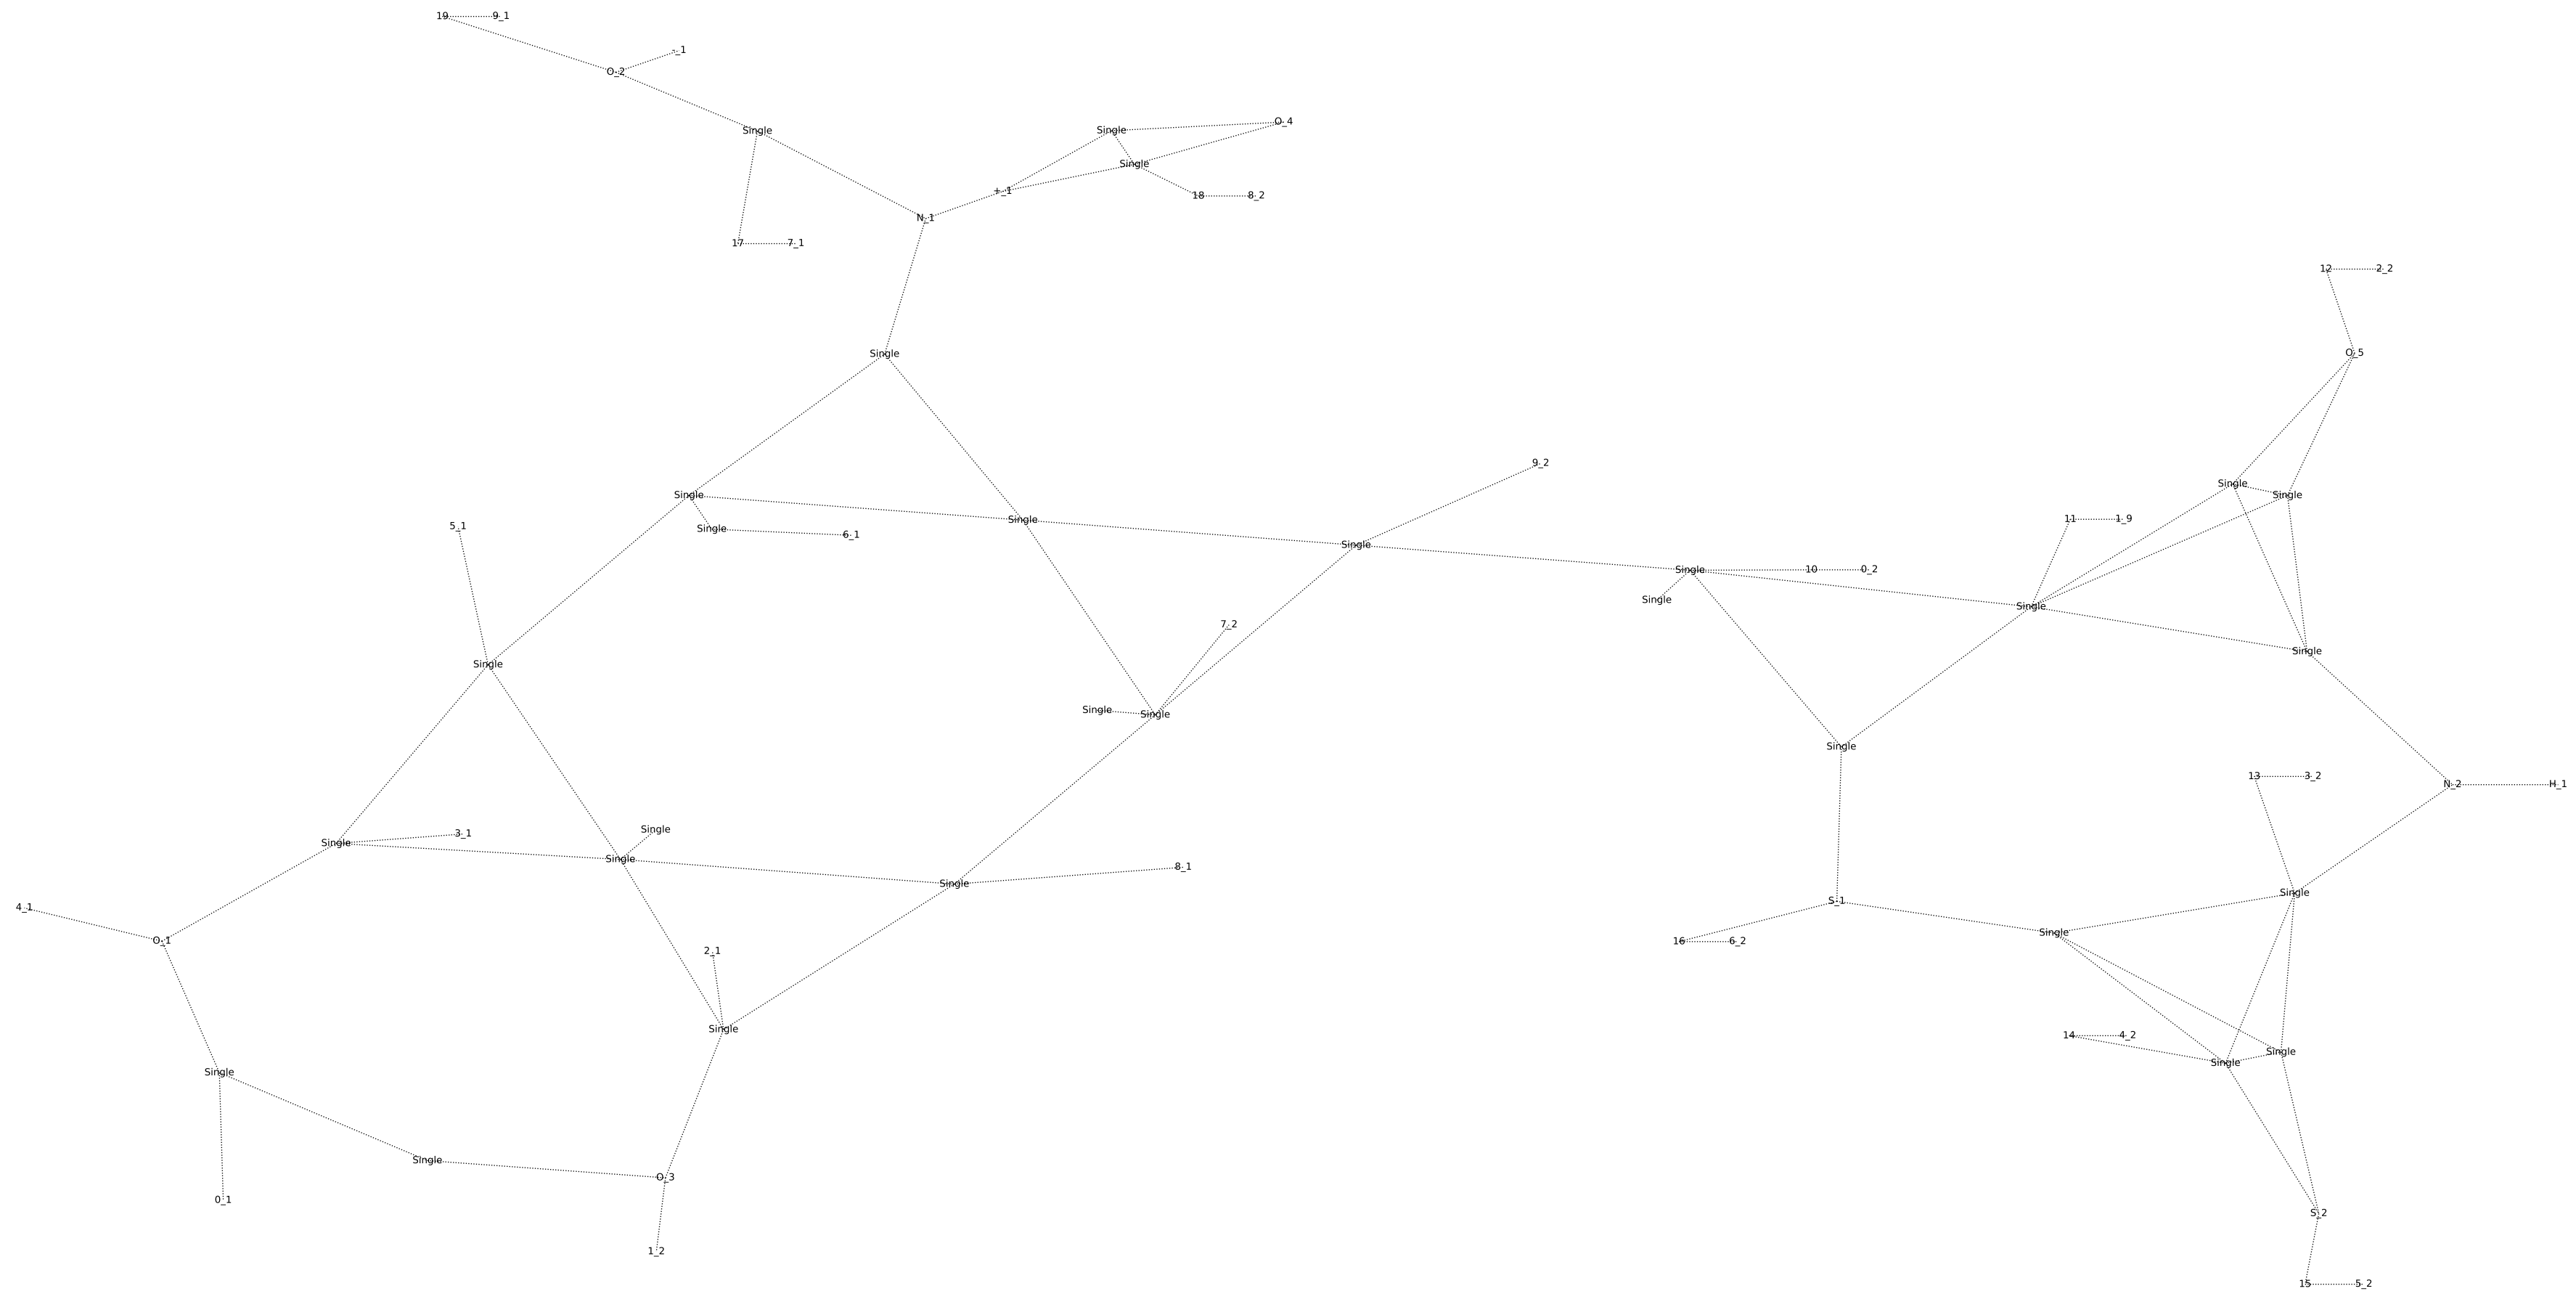 19 9_1
-_1
O_2
Single Single O_4
Single
+_1 18 8_2
N_1
17 7_1
12 2_2
Single O_5
9_2
Single Single
Single
5_1 Single Single 6_1 11 1_9
Single
Single 10 0_2
Single Single
7_2
Single Single
Single Single
Single
13 3_2
N_2 H_1
Single 3_1 Single
Single
8_1
Single Single
4_1 S_1
O_1 16 6_2 Single
2_1
Single 14 4_2
Single Single
Single
Single
O_3
0_1 S_2
1_2
15 5_2